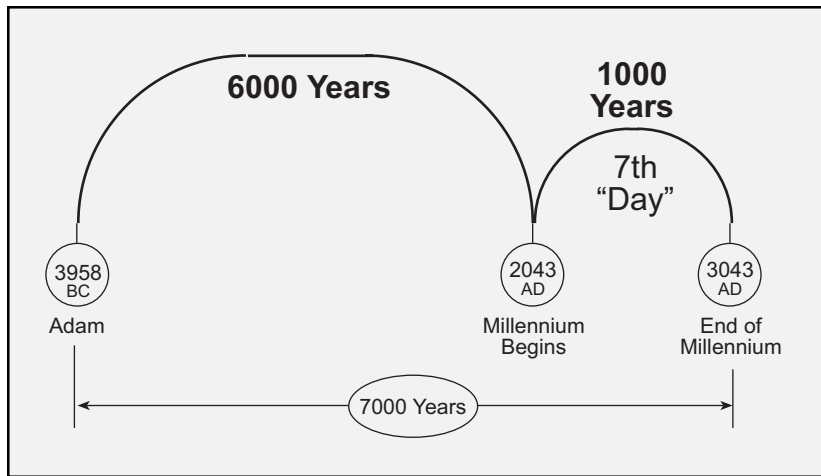 6000 Years
1000
Years
7th
“Day”
3958
BC
Adam
2043
AD
Millennium
Begins
3043
AD
End of
Millennium
7000 Years